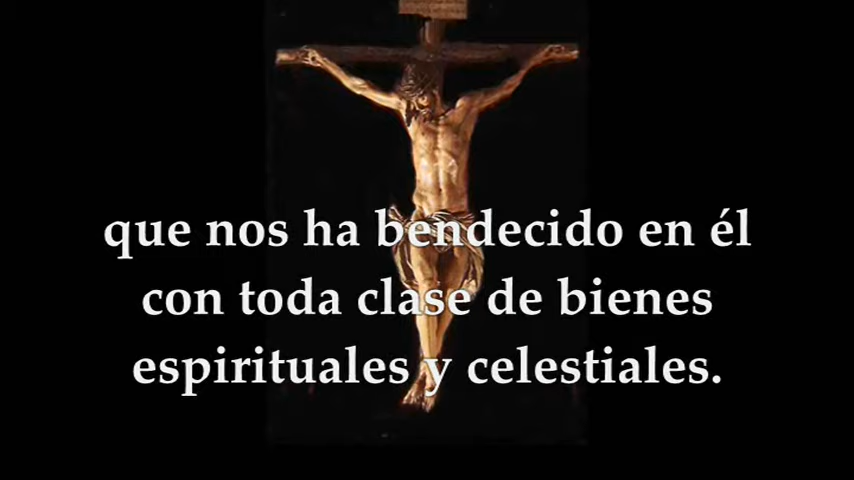 que nos ha bendecido en él
con toda clase de bienes
espirituales y celestiales.